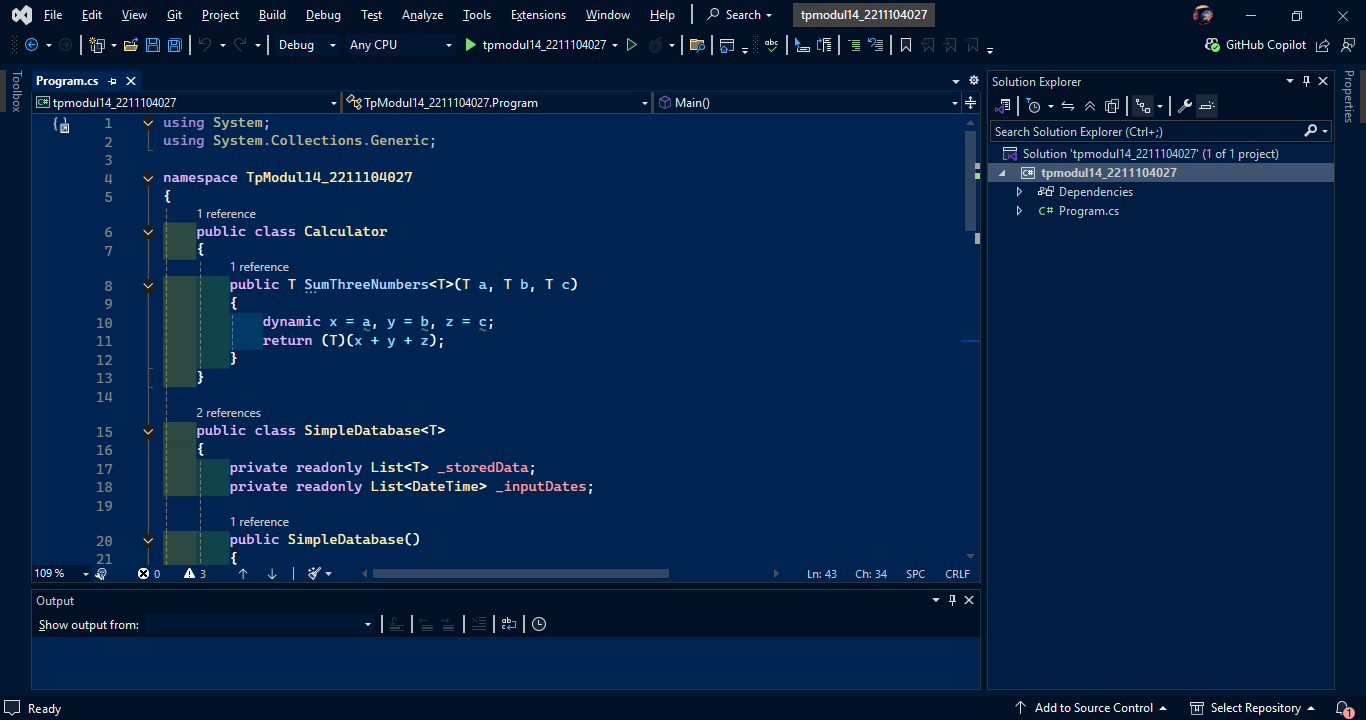 File Edit View Git Project Build Debug Test Analyze Tools Extensions Window Help Search tpmodul14_2211104027
Debug Any CPU tpmodul14_2211104027 GitHub Copilot
Toolbox
Program.cs
tpmodul14_2211104027 TpModul14_2211104027.Program Main()
1 using System;
2 using System.Collections.Generic;
3
4 namespace TpModul14_2211104027
5 {
1 reference
6 public class Calculator
7 {
1 reference
8 public T SumThreeNumbers<T>(T a, T b, T c)
9 {
10 dynamic x = a, y = b, z = c;
11 return (T)(x + y + z);
12 }
13 }
14
2 references
15 public class SimpleDatabase<T>
16 {
17 private readonly List<T> _storedData;
18 private readonly List<DateTime> _inputDates;
19
1 reference
20 public SimpleDatabase()
21 {
109 % 0 3 Ln: 43 Ch: 34 SPC CRLF
Output
Show output from:
Solution Explorer
Search Solution Explorer (Ctrl+;)
Solution 'tpmodul14_2211104027' (1 of 1 project)
C# tpmodul14_2211104027
Dependencies
C# Program.cs
Properties
Ready Add to Source Control Select Repository 1